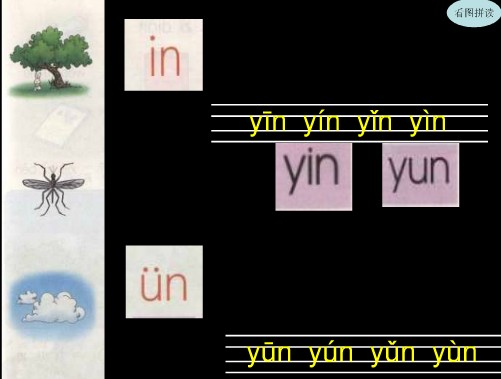 看图拼读
in
yīn yín yǐn yìn
yin yun
ün
yūn yún yǔn yùn